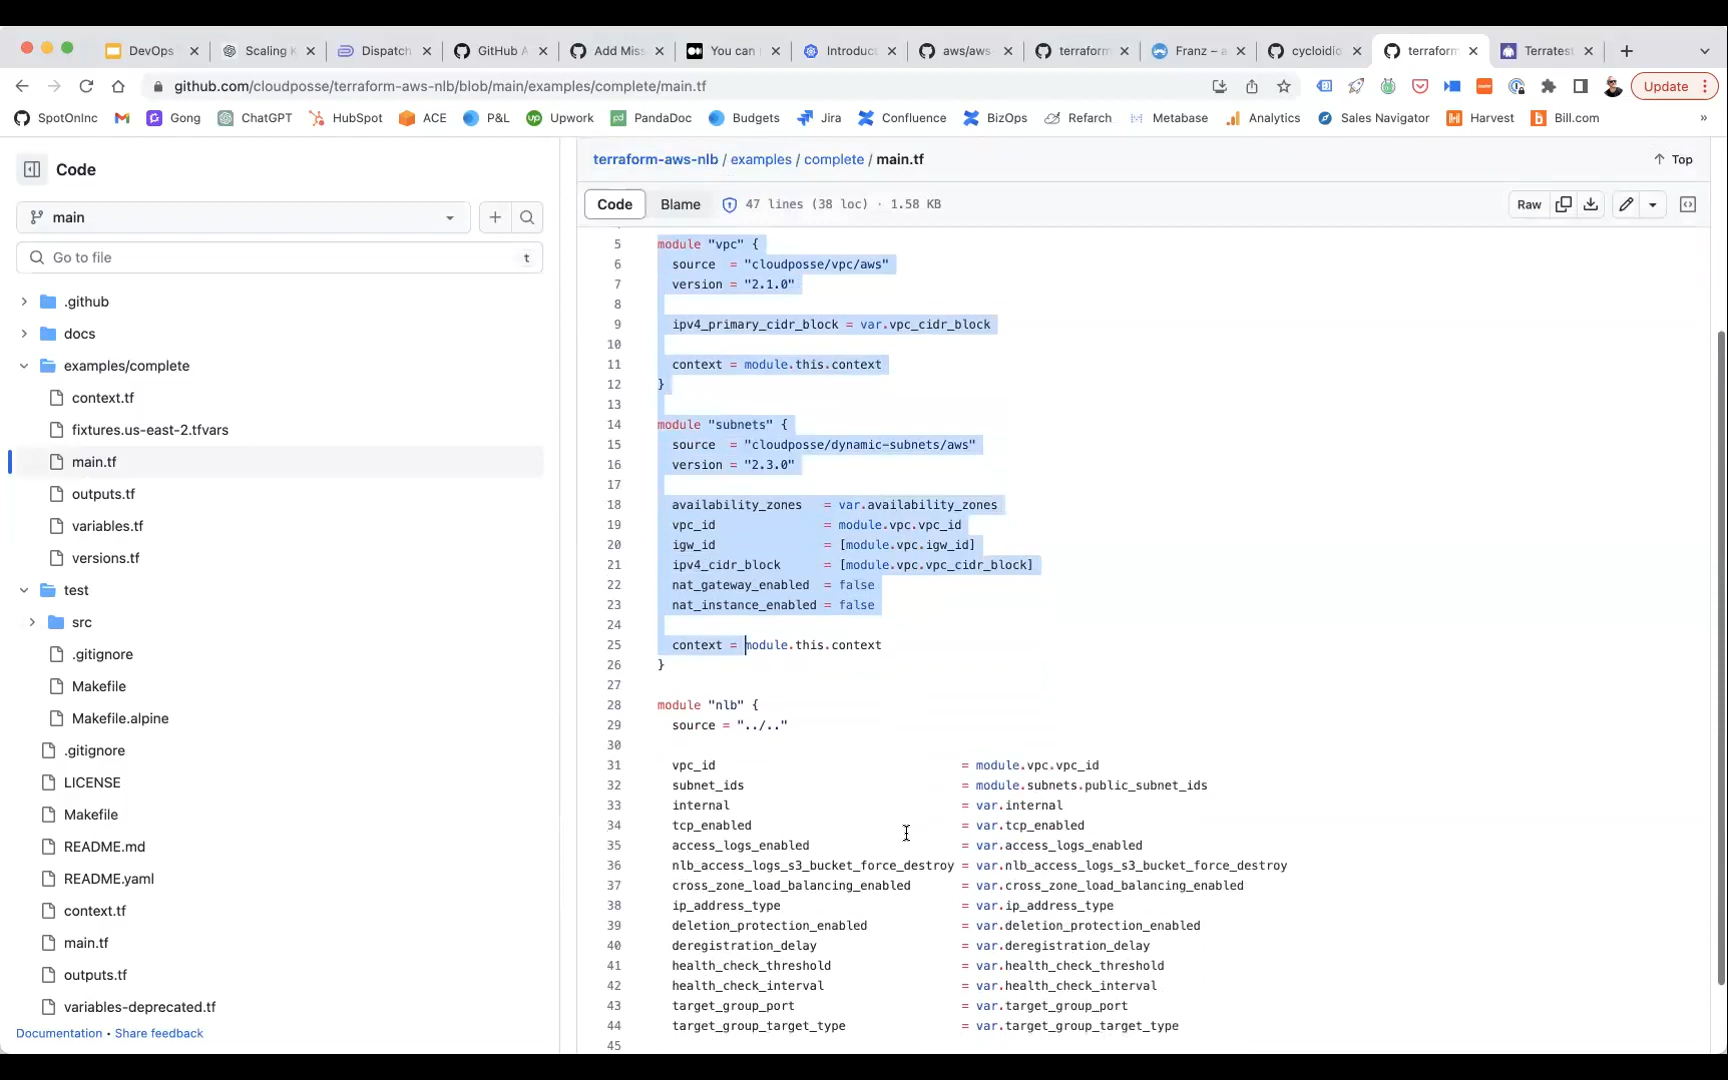 DevOps
Scaling K
Dispatch
GitHub A
Add Miss
You can
Introduc
aws/aws-
terraform
Franz – a
cycloidio
terraform
Terratest
github.com/cloudposse/terraform-aws-nlb/blob/main/examples/complete/main.tf
Update
SpotOnInc
Gong
ChatGPT
HubSpot
ACE
P&L
Upwork
PandaDoc
Budgets
Jira
Confluence
BizOps
Refarch
Metabase
Analytics
Sales Navigator
Harvest
Bill.com
»
Code
main
Go to file t
.github
docs
examples/complete
context.tf
fixtures.us-east-2.tfvars
main.tf
outputs.tf
variables.tf
versions.tf
test
src
.gitignore
Makefile
Makefile.alpine
.gitignore
LICENSE
Makefile
README.md
README.yaml
context.tf
main.tf
outputs.tf
variables-deprecated.tf
Documentation • Share feedback
terraform-aws-nlb / examples / complete / main.tf
Top
Code Blame 47 lines (38 loc) · 1.58 KB Raw
5 module "vpc" {
6 source = "cloudposse/vpc/aws"
7 version = "2.1.0"
8
9 ipv4_primary_cidr_block = var.vpc_cidr_block
10
11 context = module.this.context
12 }
13
14 module "subnets" {
15 source = "cloudposse/dynamic-subnets/aws"
16 version = "2.3.0"
17
18 availability_zones = var.availability_zones
19 vpc_id = module.vpc.vpc_id
20 igw_id = [module.vpc.igw_id]
21 ipv4_cidr_block = [module.vpc.vpc_cidr_block]
22 nat_gateway_enabled = false
23 nat_instance_enabled = false
24
25 context = module.this.context
26 }
27
28 module "nlb" {
29 source = "../.."
30
31 vpc_id = module.vpc.vpc_id
32 subnet_ids = module.subnets.public_subnet_ids
33 internal = var.internal
34 tcp_enabled = var.tcp_enabled
35 access_logs_enabled = var.access_logs_enabled
36 nlb_access_logs_s3_bucket_force_destroy = var.nlb_access_logs_s3_bucket_force_destroy
37 cross_zone_load_balancing_enabled = var.cross_zone_load_balancing_enabled
38 ip_address_type = var.ip_address_type
39 deletion_protection_enabled = var.deletion_protection_enabled
40 deregistration_delay = var.deregistration_delay
41 health_check_threshold = var.health_check_threshold
42 health_check_interval = var.health_check_interval
43 target_group_port = var.target_group_port
44 target_group_target_type = var.target_group_target_type
45